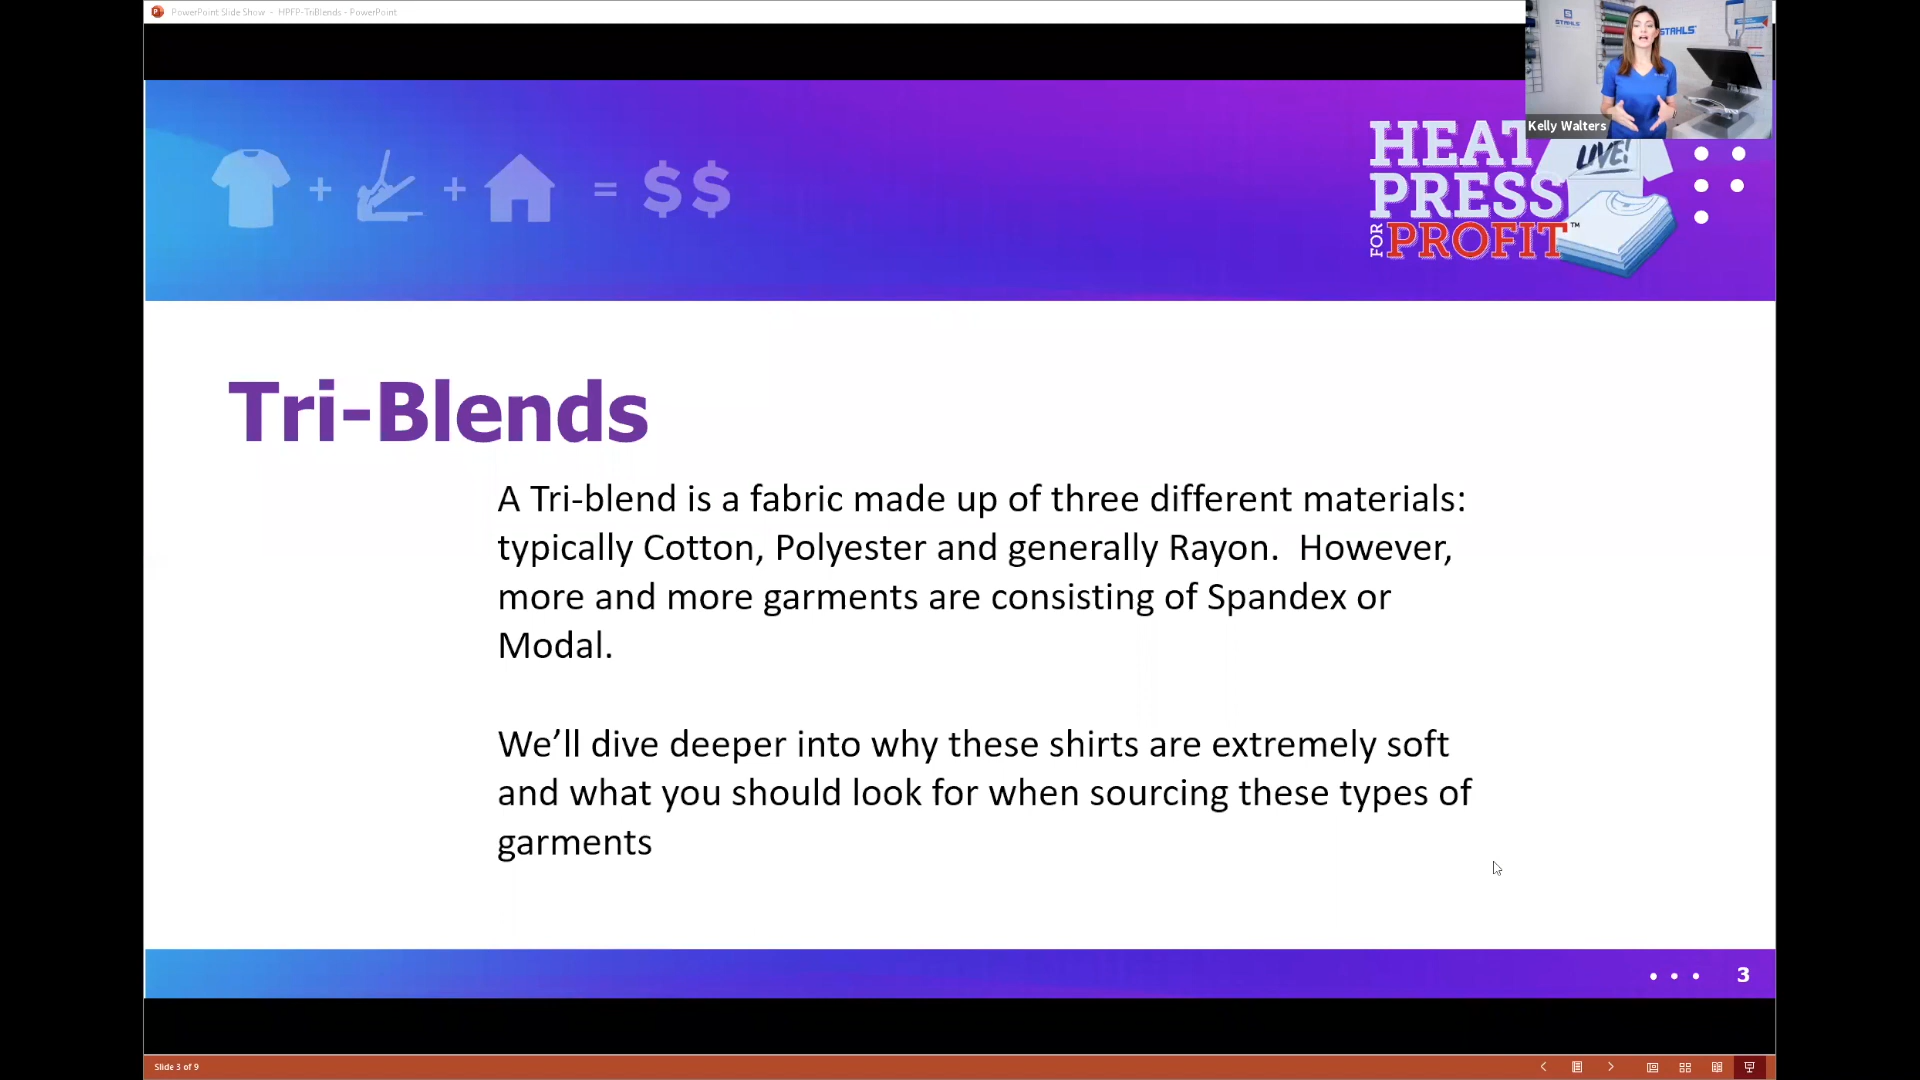 PowerPoint Slide Show - HPFP-TriBlends - PowerPoint
STAHLS'
STAHLS'
Kelly Walters
+ + = $$
HEAT
PRESS
FOR PROFIT™
LIVE!
Tri-Blends
A Tri-blend is a fabric made up of three different materials:
typically Cotton, Polyester and generally Rayon. However,
more and more garments are consisting of Spandex or
Modal.
We’ll dive deeper into why these shirts are extremely soft
and what you should look for when sourcing these types of
garments
3
Slide 3 of 9